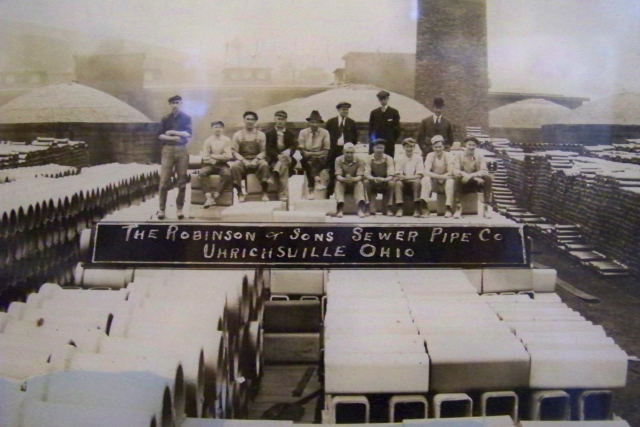 The Robinson & Sons Sewer Pipe Co
Uhrichsville Ohio